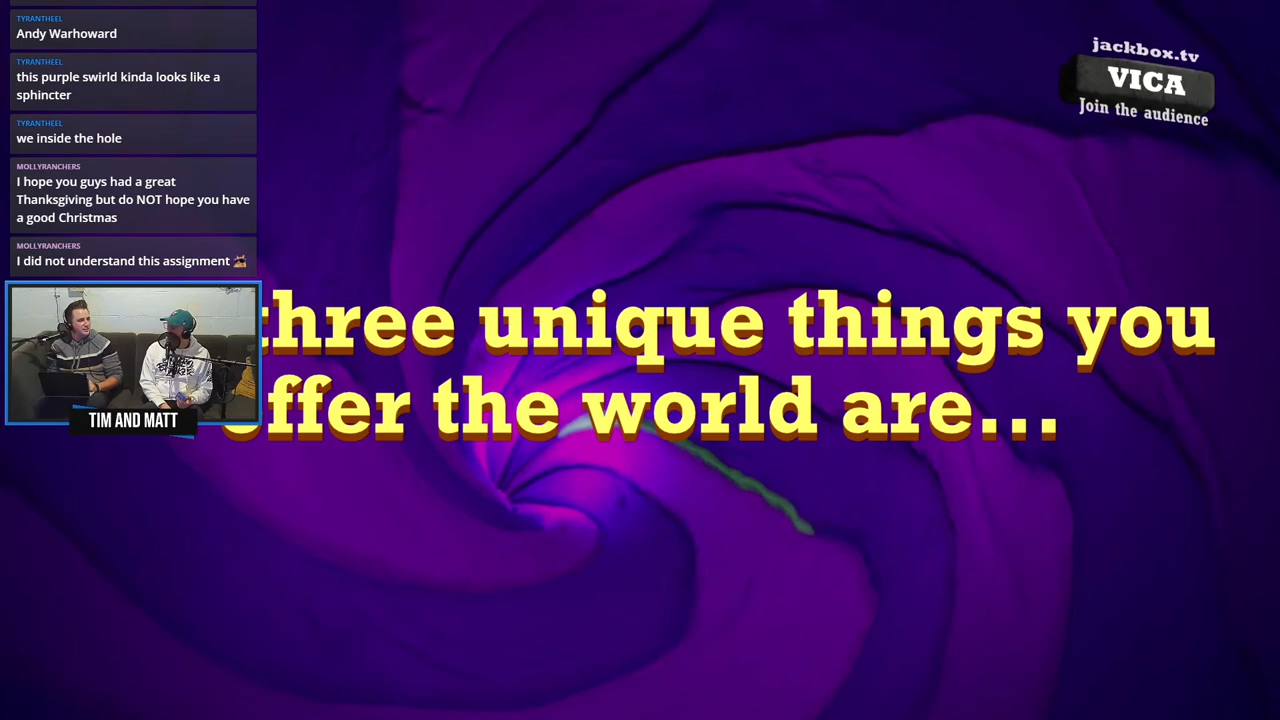 TYRANTHEEL
Andy Warhoward
TYRANTHEEL
this purple swirld kinda looks like a
sphincter
TYRANTHEEL
we inside the hole
MOLLYRANCHERS
I hope you guys had a great
Thanksgiving but do NOT hope you have
a good Christmas
MOLLYRANCHERS
I did not understand this assignment
jackbox.tv
VICA
Join the audience
three unique things you
offer the world are...
TIM AND MATT